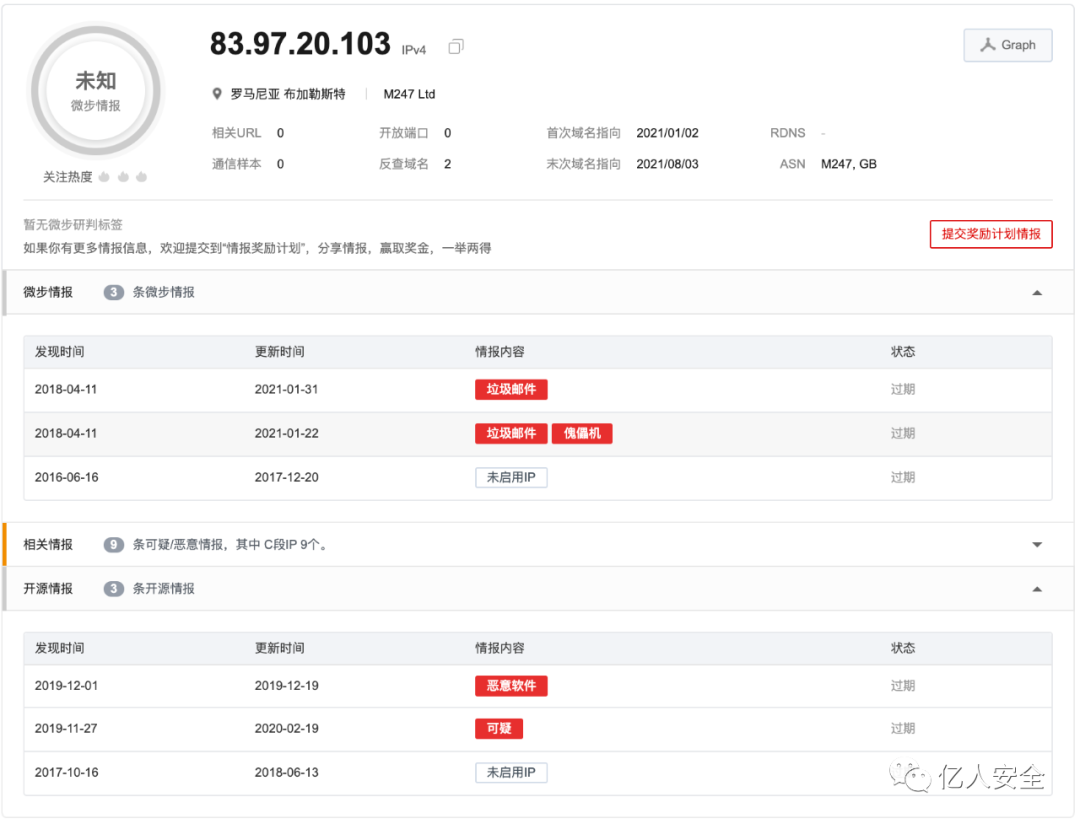 83.97.20.103 IPv4
Graph
未知
微步情报
罗马尼亚 布加勒斯特 M247 Ltd
相关URL 0 开放端口 0 首次域名指向 2021/01/02 RDNS -
通信样本 0 反查域名 2 末次域名指向 2021/08/03 ASN M247, GB
关注热度
暂无微步研判标签
如果你有更多情报信息，欢迎提交到“情报奖励计划”，分享情报，赢取奖金，一举两得
提交奖励计划情报
微步情报 3 条微步情报
发现时间 更新时间 情报内容 状态
2018-04-11 2021-01-31 垃圾邮件 过期
2018-04-11 2021-01-22 垃圾邮件 傀儡机 过期
2016-06-16 2017-12-20 未启用IP 过期
相关情报 9 条可疑/恶意情报，其中 C段IP 9个。
开源情报 3 条开源情报
发现时间 更新时间 情报内容 状态
2019-12-01 2019-12-19 恶意软件 过期
2019-11-27 2020-02-19 可疑 过期
2017-10-16 2018-06-13 未启用IP
亿人安全